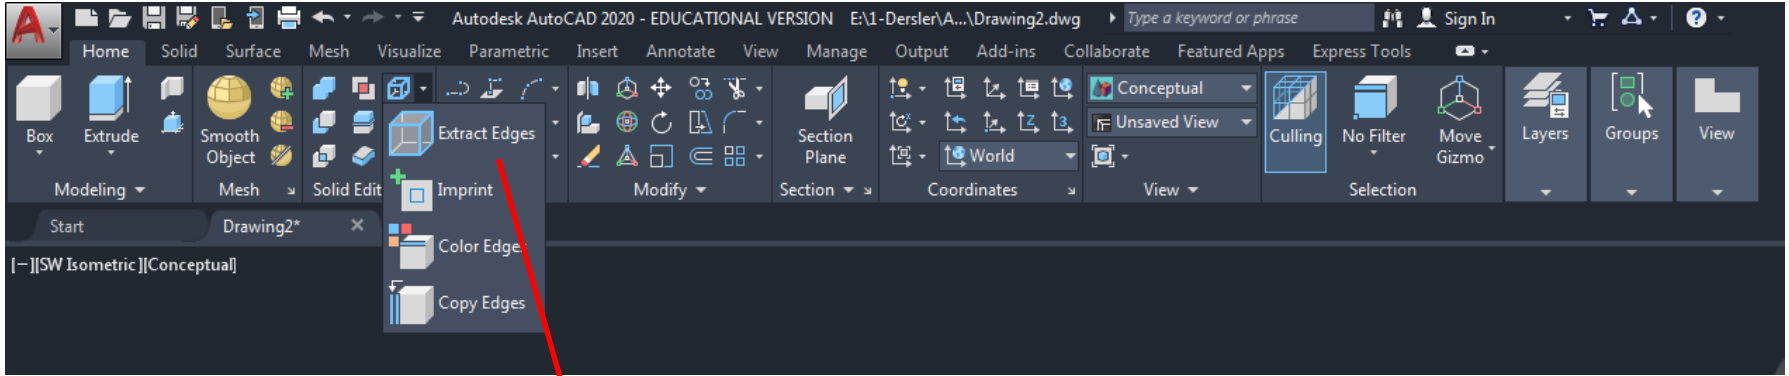 Autodesk AutoCAD 2020 - EDUCATIONAL VERSION E:\1-Dersler\A...\Drawing2.dwg Type a keyword or phrase Sign In
Home Solid Surface Mesh Visualize Parametric Insert Annotate View Manage Output Add-ins Collaborate Featured Apps Express Tools
Box Extrude Smooth Object Extract Edges Section Plane World Conceptual Unsaved View Culling No Filter Move Gizmo Layers Groups View
Modeling Mesh Solid Edit Imprint Modify Section Coordinates View Selection
Start Drawing2* Color Edges
[−][SW Isometric][Conceptual]
Copy Edges